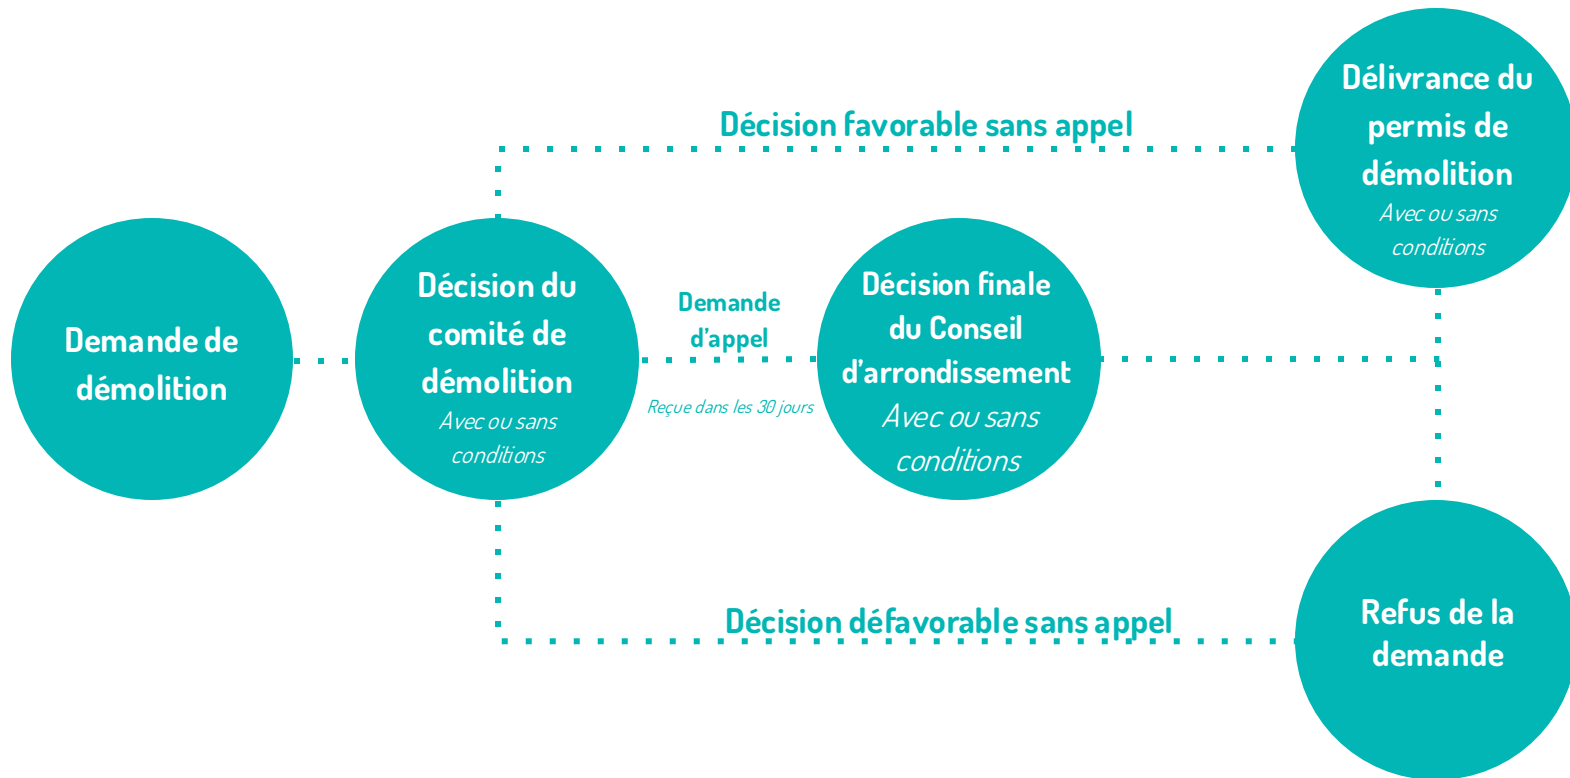 Demande de
démolition
Décision du
comité de
démolition
Avec ou sans
conditions
Décision favorable sans appel
Demande
d'appel
Reçue dans les 30 jours
Décision défavorable sans appel
Décision finale
du Conseil
d'arrondissement
Avec ou sans
conditions
Délivrance du
permis de
démolition
Avec ou sans
conditions
Refus de la
demande